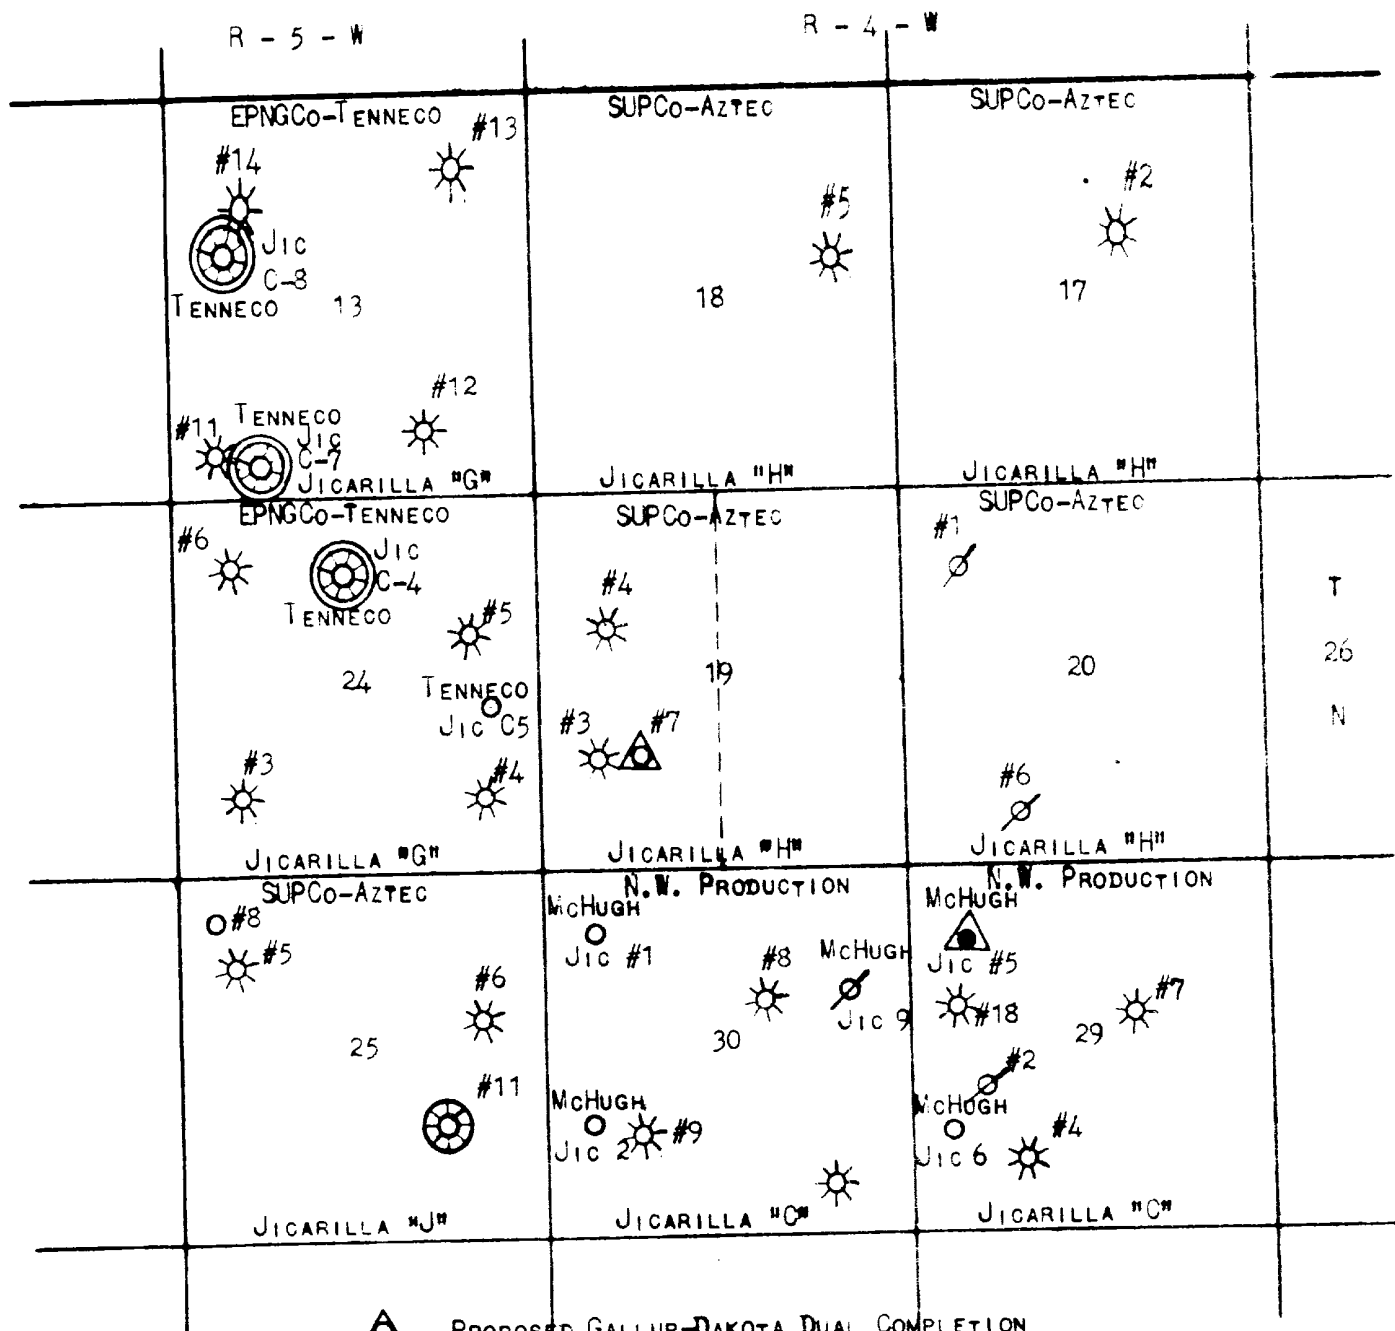 R - 5 - W
R - 4 - W
EPNGCo-Tenneco
SUPCo-Aztec
SUPCo-Aztec
#13
#14
#5
#2
Jic
C-8
Tenneco
13
18
17
#12
Tenneco
#11
Jic
C-7
Jicarilla "G"
Jicarilla "H"
Jicarilla "H"
EPNGCo-Tenneco
SUPCo-Aztec
SUPCo-Aztec
#6
Jic
C-4
Tenneco
#1
#4
#5
T
26
N
24
19
20
Tenneco
Jic C5
#3
#7
#3
#4
#6
Jicarilla "G"
Jicarilla "H"
Jicarilla "H"
SUPCo-Aztec
N.W. Production
N.W. Production
#8
#5
McHugh
Jic #1
McHugh
Jic 9
McHugh
Jic #5
#6
#8
#18
#7
25
30
29
#2
#11
McHugh
Jic 2
#9
McHugh
Jic 6
#4
Jicarilla "J"
Jicarilla "C"
Jicarilla "C"
Proposed Gallup-Dakota Dual Completion